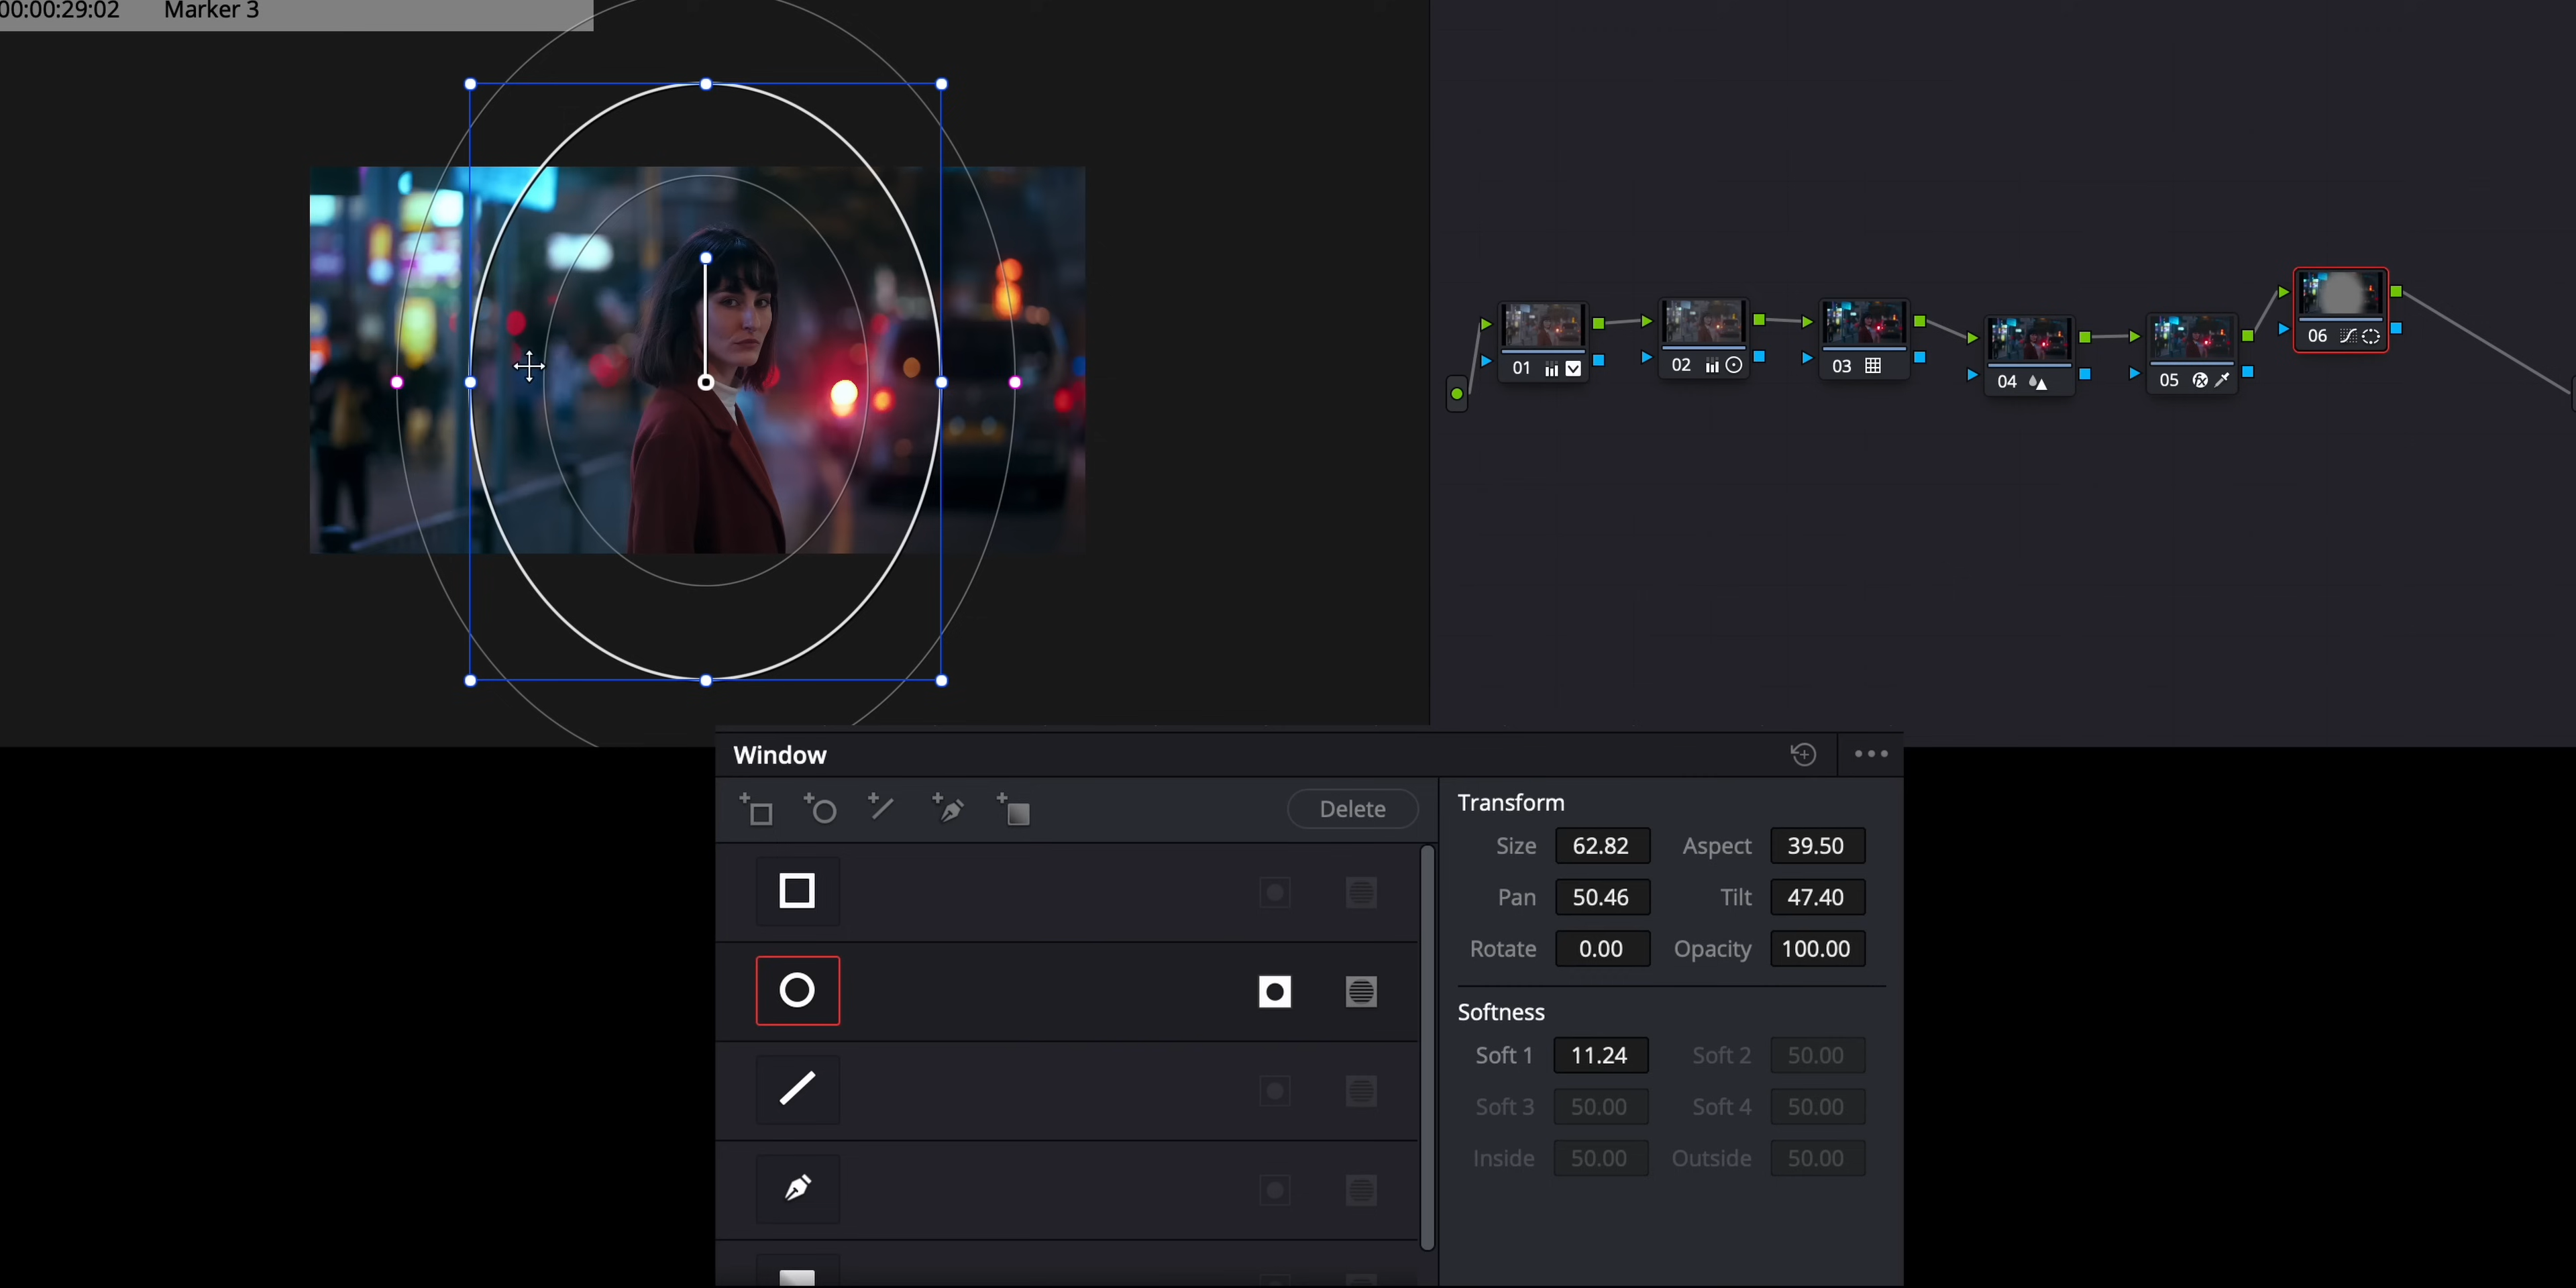 00:00:29:02 Marker 3
01
02
03
04
05
06
Window
Delete
Transform
Size 62.82 Aspect 39.50
Pan 50.46 Tilt 47.40
Rotate 0.00 Opacity 100.00
Softness
Soft 1 11.24 Soft 2 50.00
Soft 3 50.00 Soft 4 50.00
Inside 50.00 Outside 50.00